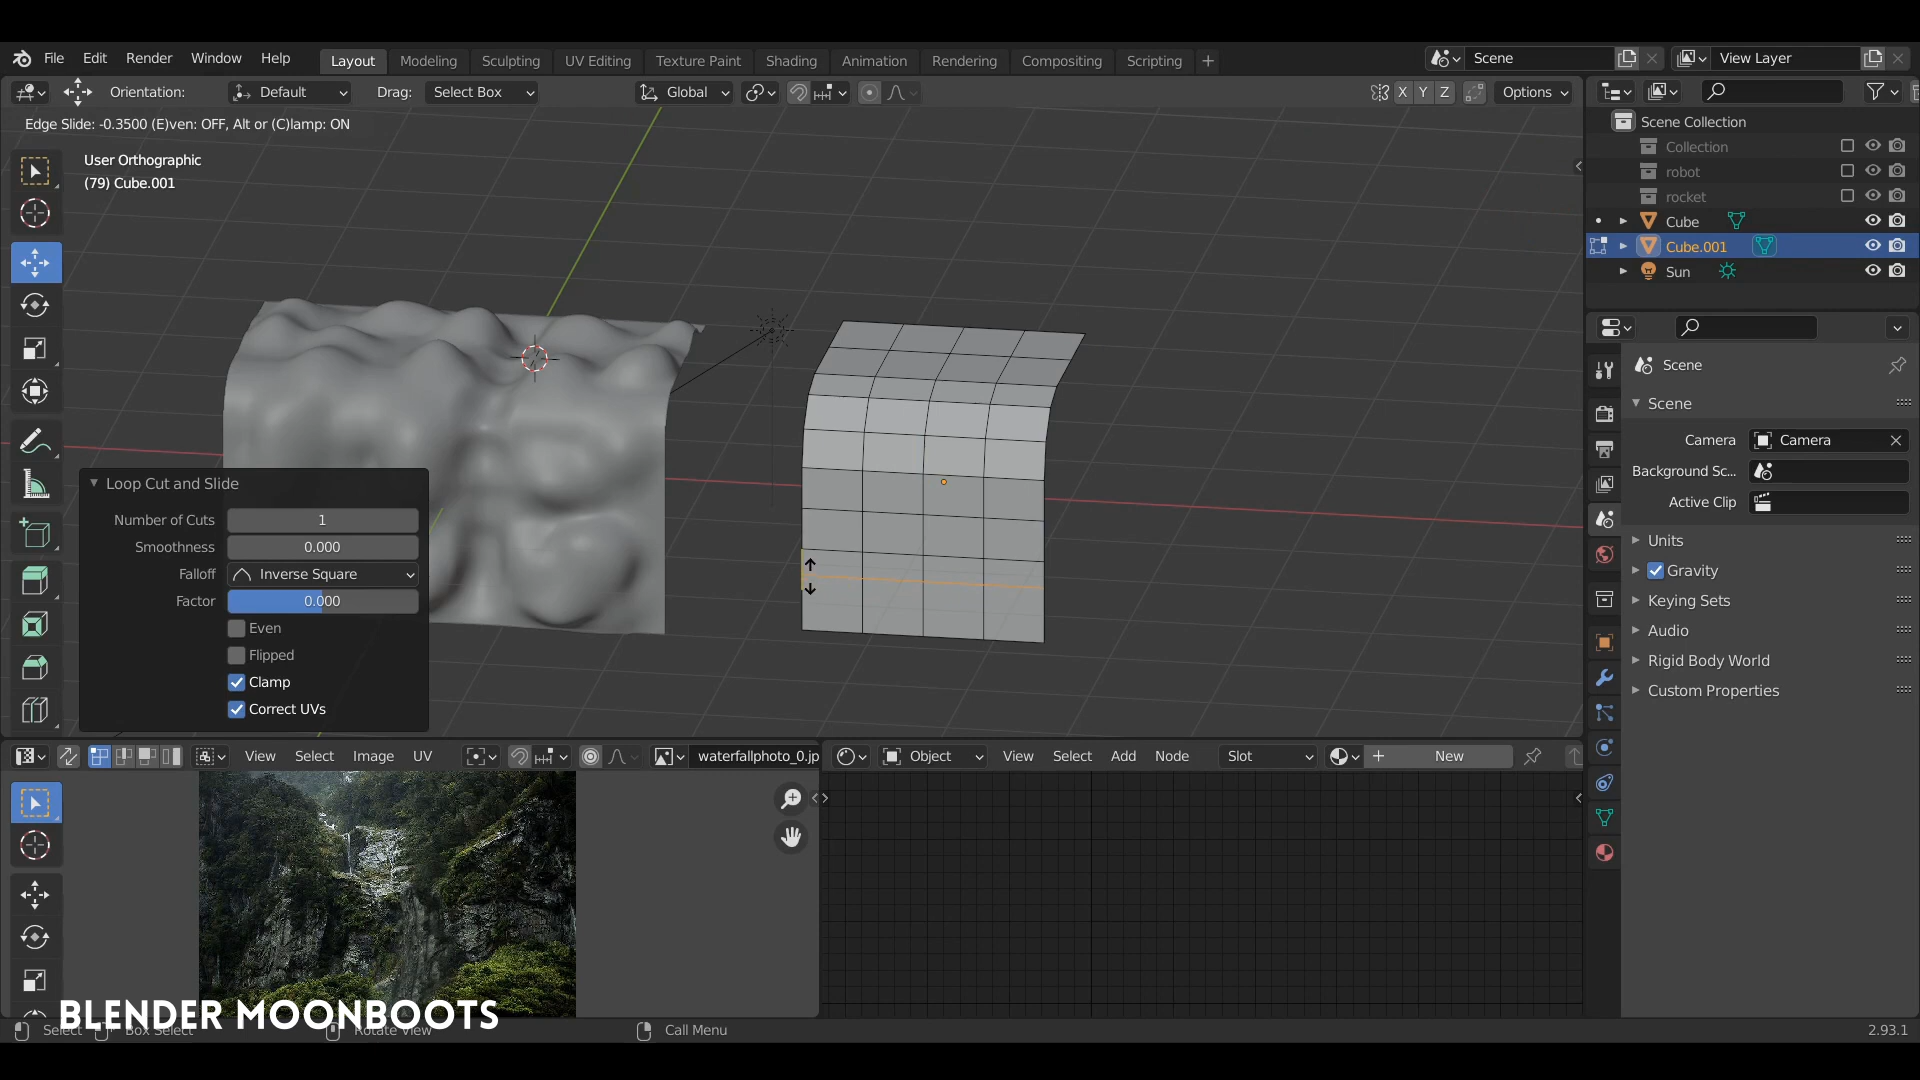 File Edit Render Window Help Layout Modeling Sculpting UV Editing Texture Paint Shading Animation Rendering Compositing Scripting + Scene View Layer
Orientation: Default Drag: Select Box Global X Y Z Options
Edge Slide: -0.3500 (E)ven: OFF, Alt or (C)lamp: ON
User Orthographic
(79) Cube.001
Scene Collection
Collection
robot
rocket
Cube
Cube.001
Sun
Scene
Scene
Camera Camera
Background Sc...
Active Clip
Units
Gravity
Keying Sets
Audio
Rigid Body World
Custom Properties
Loop Cut and Slide
Number of Cuts 1
Smoothness 0.000
Falloff Inverse Square
Factor 0.000
Even
Flipped
Clamp
Correct UVs
View Select Image UV waterfallphoto_0.jp
Object View Select Add Node Slot + New
BLENDER MOONBOOTS
Select Box Select Rotate View Call Menu 2.93.1